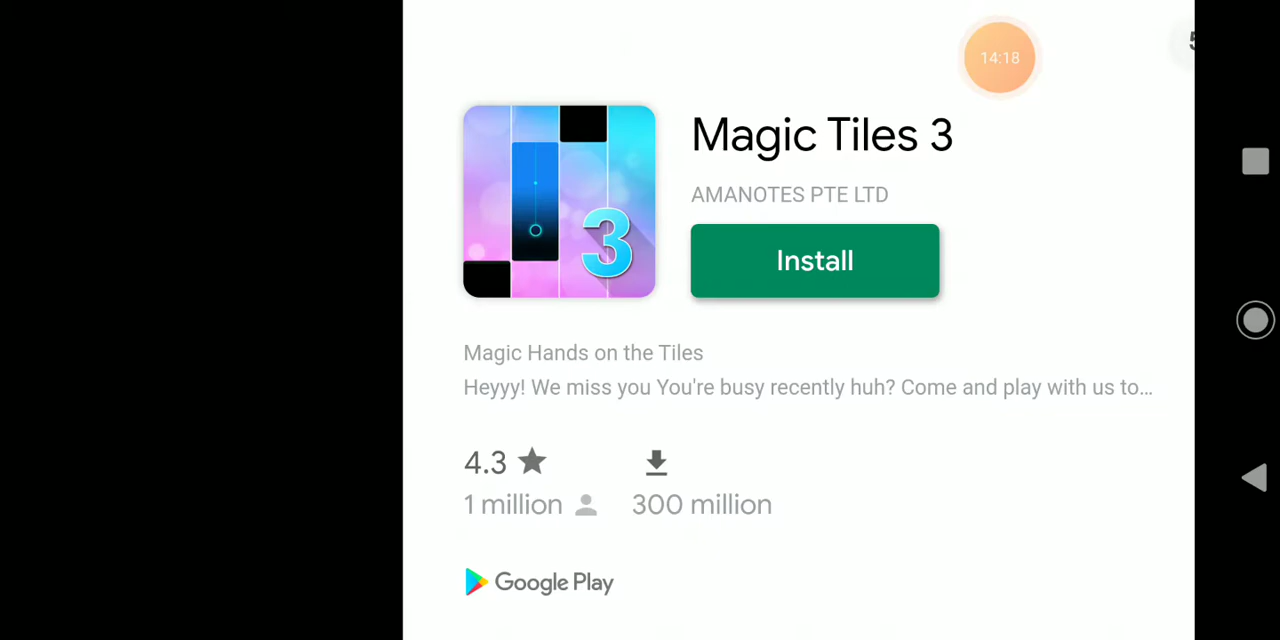 14:18
5
Magic Tiles 3
AMANOTES PTE LTD
3
Install
Magic Hands on the Tiles
Heyyy! We miss you You're busy recently huh? Come and play with us to...
4.3
1 million
300 million
Google Play